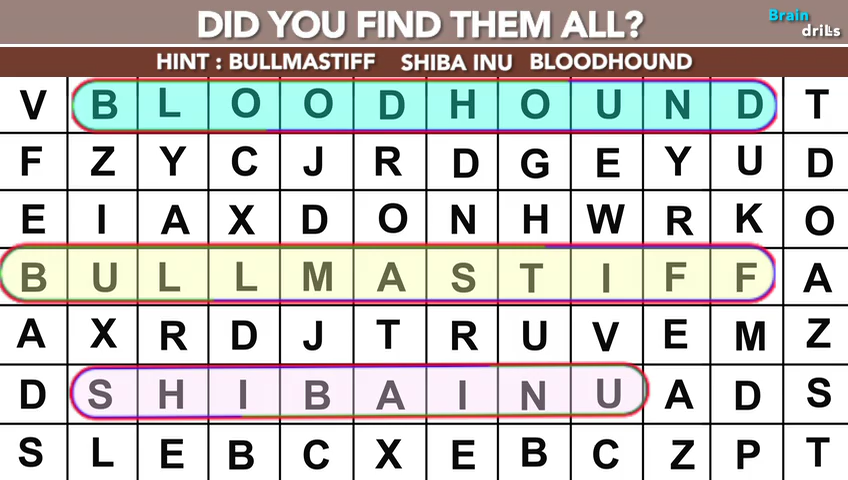 DID YOU FIND THEM ALL?
Brain
drills
HINT : BULLMASTIFF SHIBA INU BLOODHOUND
V B L O O D H O U N D T
F Z Y C J R D G E Y U D
E I A X D O N H W R K O
B U L L M A S T I F F A
A X R D J T R U V E M Z
D S H I B A I N U A D S
S L E B C X E B C Z P T